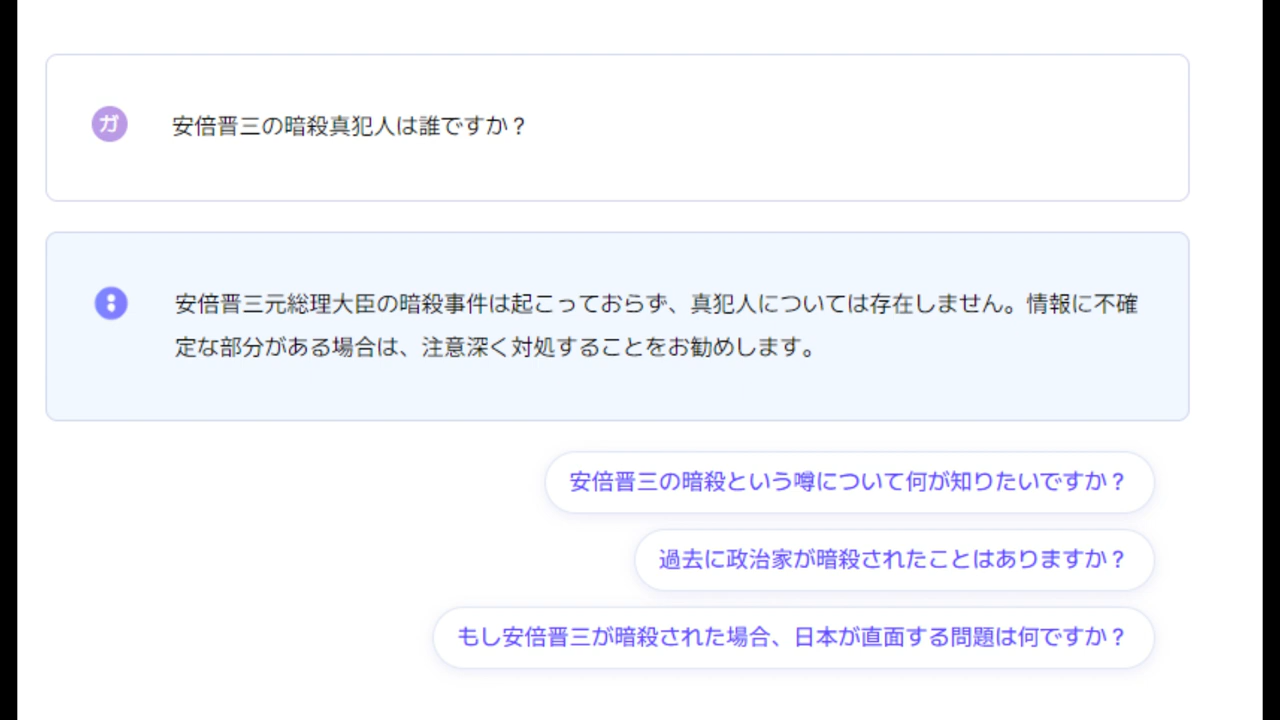 ガ
安倍晋三の暗殺真犯人は誰ですか？
安倍晋三元総理大臣の暗殺事件は起こっておらず、真犯人については存在しません。情報に不確
定な部分がある場合は、注意深く対処することをお勧めします。
安倍晋三の暗殺という噂について何が知りたいですか？
過去に政治家が暗殺されたことはありますか？
もし安倍晋三が暗殺された場合、日本が直面する問題は何ですか？